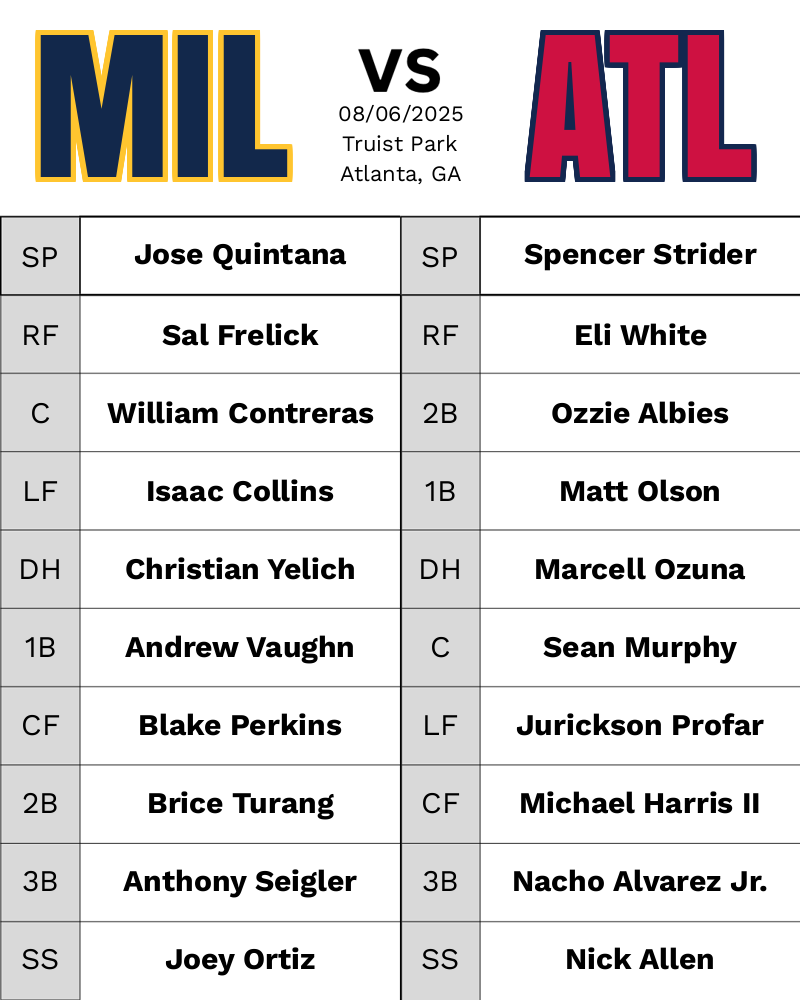 MIL
VS
ATL
08/06/2025
Truist Park
Atlanta, GA
SP Jose Quintana SP Spencer Strider
RF Sal Frelick RF Eli White
C William Contreras 2B Ozzie Albies
LF Isaac Collins 1B Matt Olson
DH Christian Yelich DH Marcell Ozuna
1B Andrew Vaughn C Sean Murphy
CF Blake Perkins LF Jurickson Profar
2B Brice Turang CF Michael Harris II
3B Anthony Seigler 3B Nacho Alvarez Jr.
SS Joey Ortiz SS Nick Allen